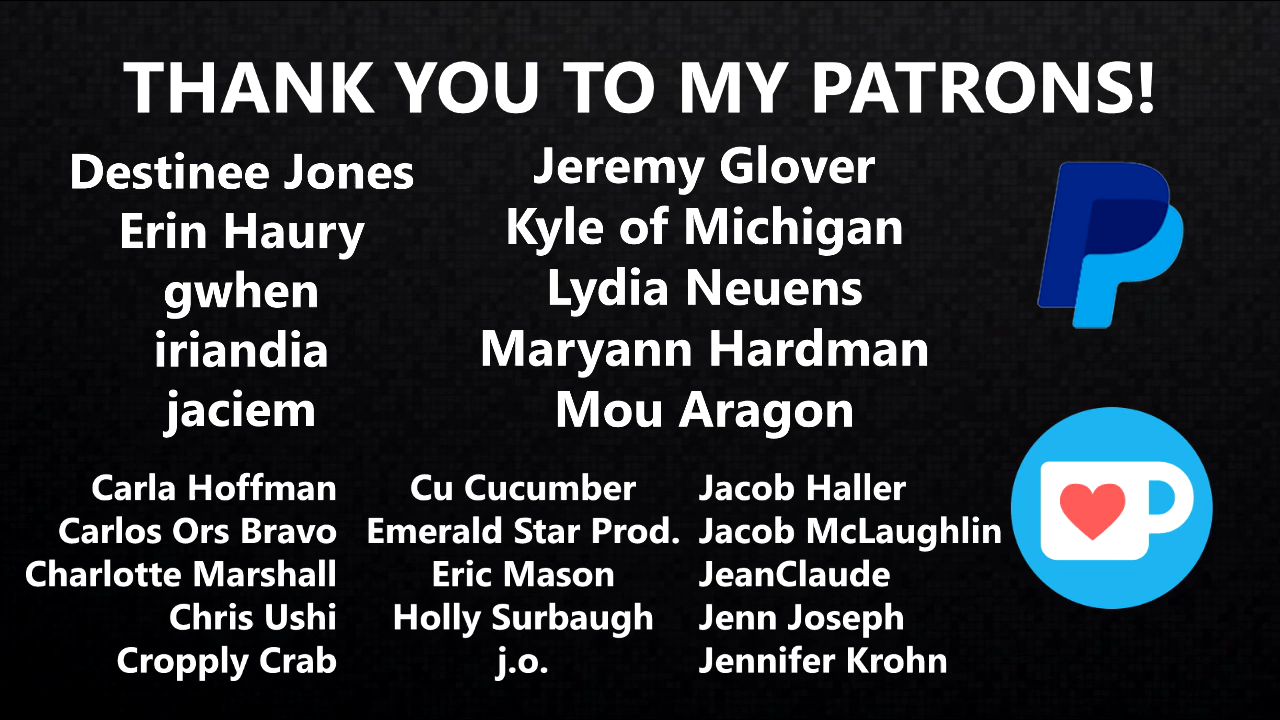 THANK YOU TO MY PATRONS!
Destinee Jones
Erin Haury
gwhen
iriandia
jaciem
Jeremy Glover
Kyle of Michigan
Lydia Neuens
Maryann Hardman
Mou Aragon
Carla Hoffman
Carlos Ors Bravo
Charlotte Marshall
Chris Ushi
Cropply Crab
Cu Cucumber
Emerald Star Prod.
Eric Mason
Holly Surbaugh
j.o.
Jacob Haller
Jacob McLaughlin
JeanClaude
Jenn Joseph
Jennifer Krohn